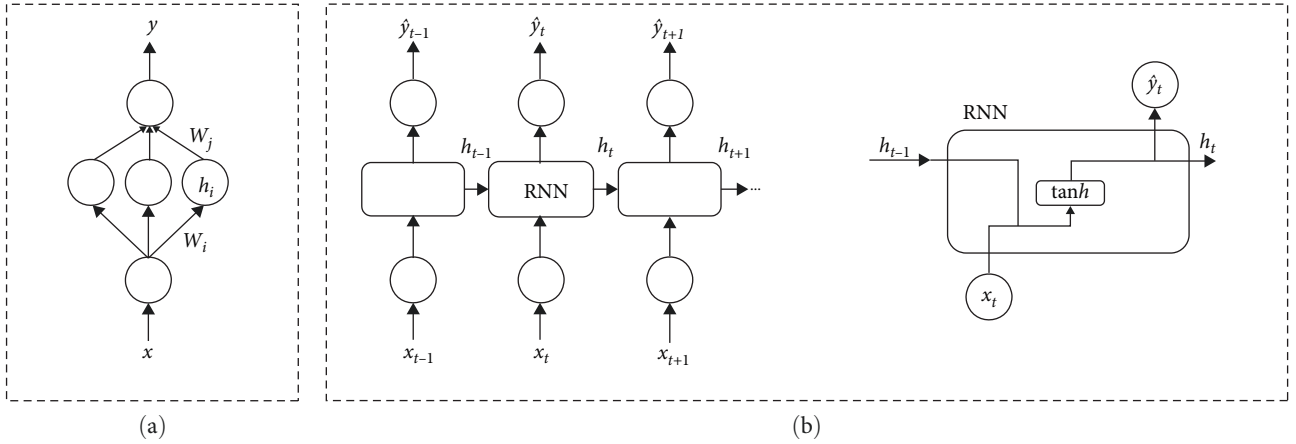 y
W_j
h_i
W_i
x
(a)
ŷ_{t–1} ŷ_t ŷ_{t+1}
h_{t–1} h_t h_{t+1}
RNN ...
x_{t–1} x_t x_{t+1}
ŷ_t
RNN
h_{t–1} h_t
tanh
x_t
(b)